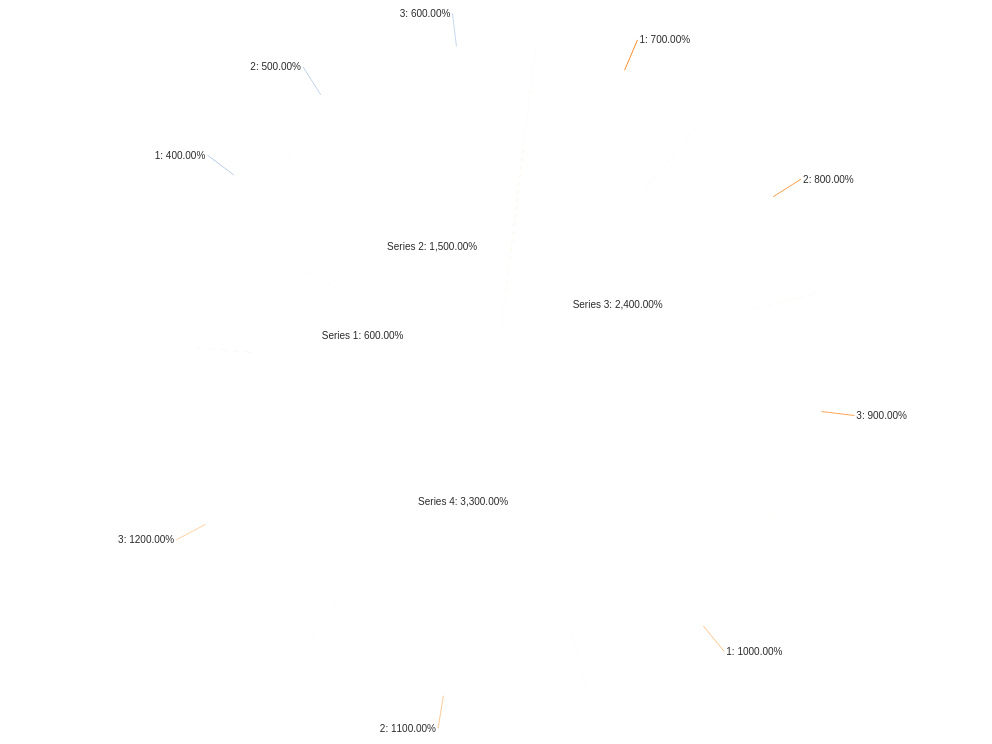 3: 600.00%
1: 700.00%
2: 500.00%
1: 400.00%
2: 800.00%
Series 2: 1,500.00%
Series 3: 2,400.00%
Series 1: 600.00%
3: 900.00%
Series 4: 3,300.00%
3: 1200.00%
1: 1000.00%
2: 1100.00%